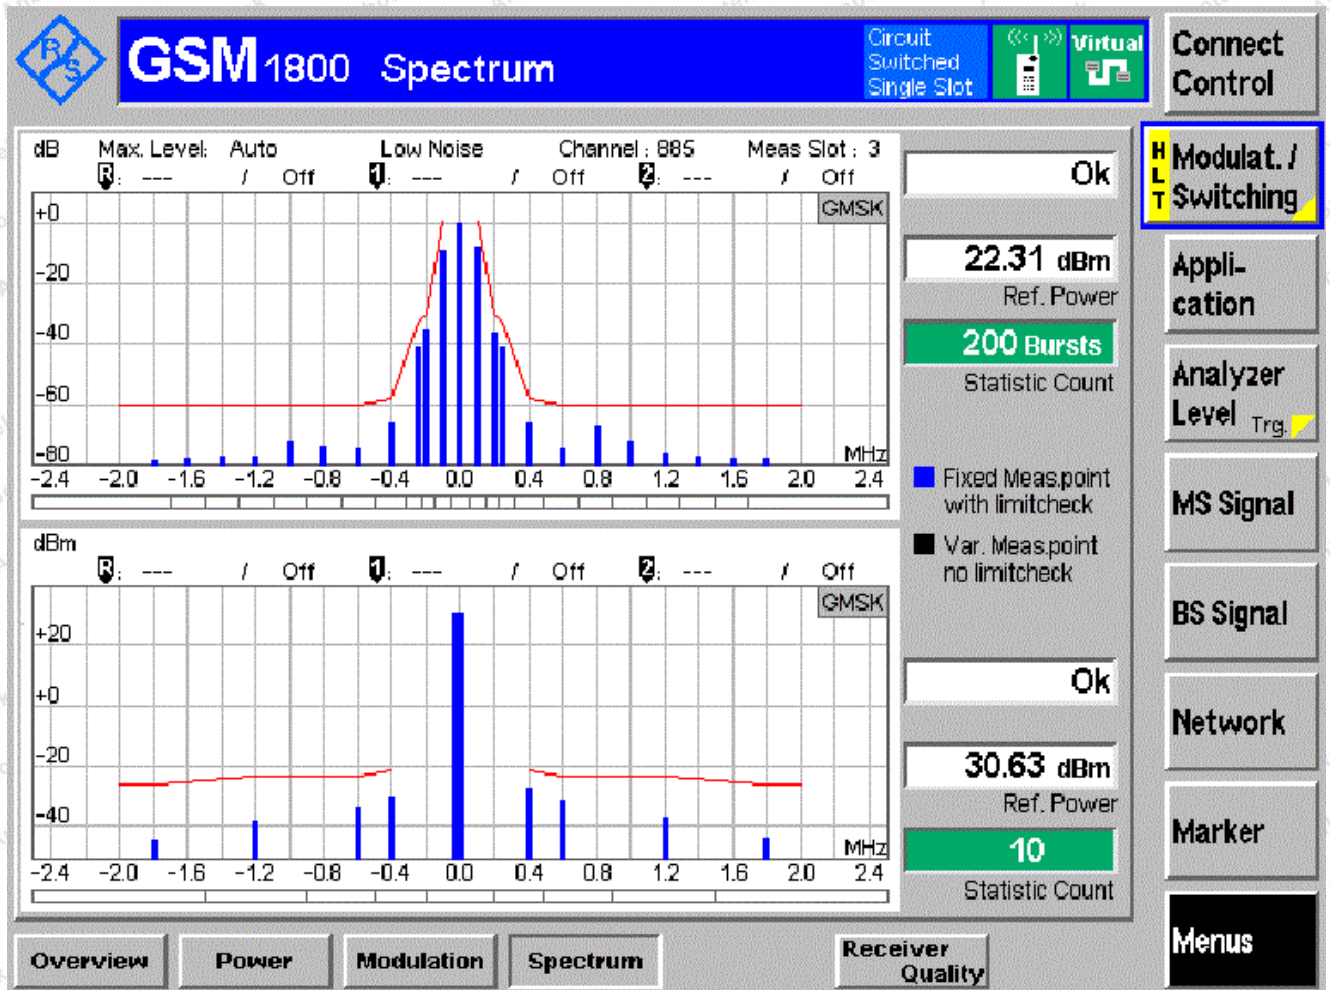 R/S
GSM 1800 Spectrum
Circuit
Switched
Single Slot
Virtual
Connect
Control
dB Max. Level: Auto Low Noise Channel : 885 Meas Slot : 3
R: --- / Off 1: --- / Off 2: --- / Off
GMSK
+0
-20
-40
-60
-80
MHz
-2.4 -2.0 -1.6 -1.2 -0.8 -0.4 0.0 0.4 0.8 1.2 1.6 2.0 2.4
Ok
22.31 dBm
Ref. Power
200 Bursts
Statistic Count
Fixed Meas.point
with limitcheck
Var. Meas.point
no limitcheck
dBm
R: --- / Off 1: --- / Off 2: --- / Off
GMSK
+20
+0
-20
-40
MHz
-2.4 -2.0 -1.6 -1.2 -0.8 -0.4 0.0 0.4 0.8 1.2 1.6 2.0 2.4
Ok
30.63 dBm
Ref. Power
10
Statistic Count
HLT
Modulat. /
Switching
Appli-
cation
Analyzer
Level Trg.
MS Signal
BS Signal
Network
Marker
Menus
Overview
Power
Modulation
Spectrum
Receiver
Quality